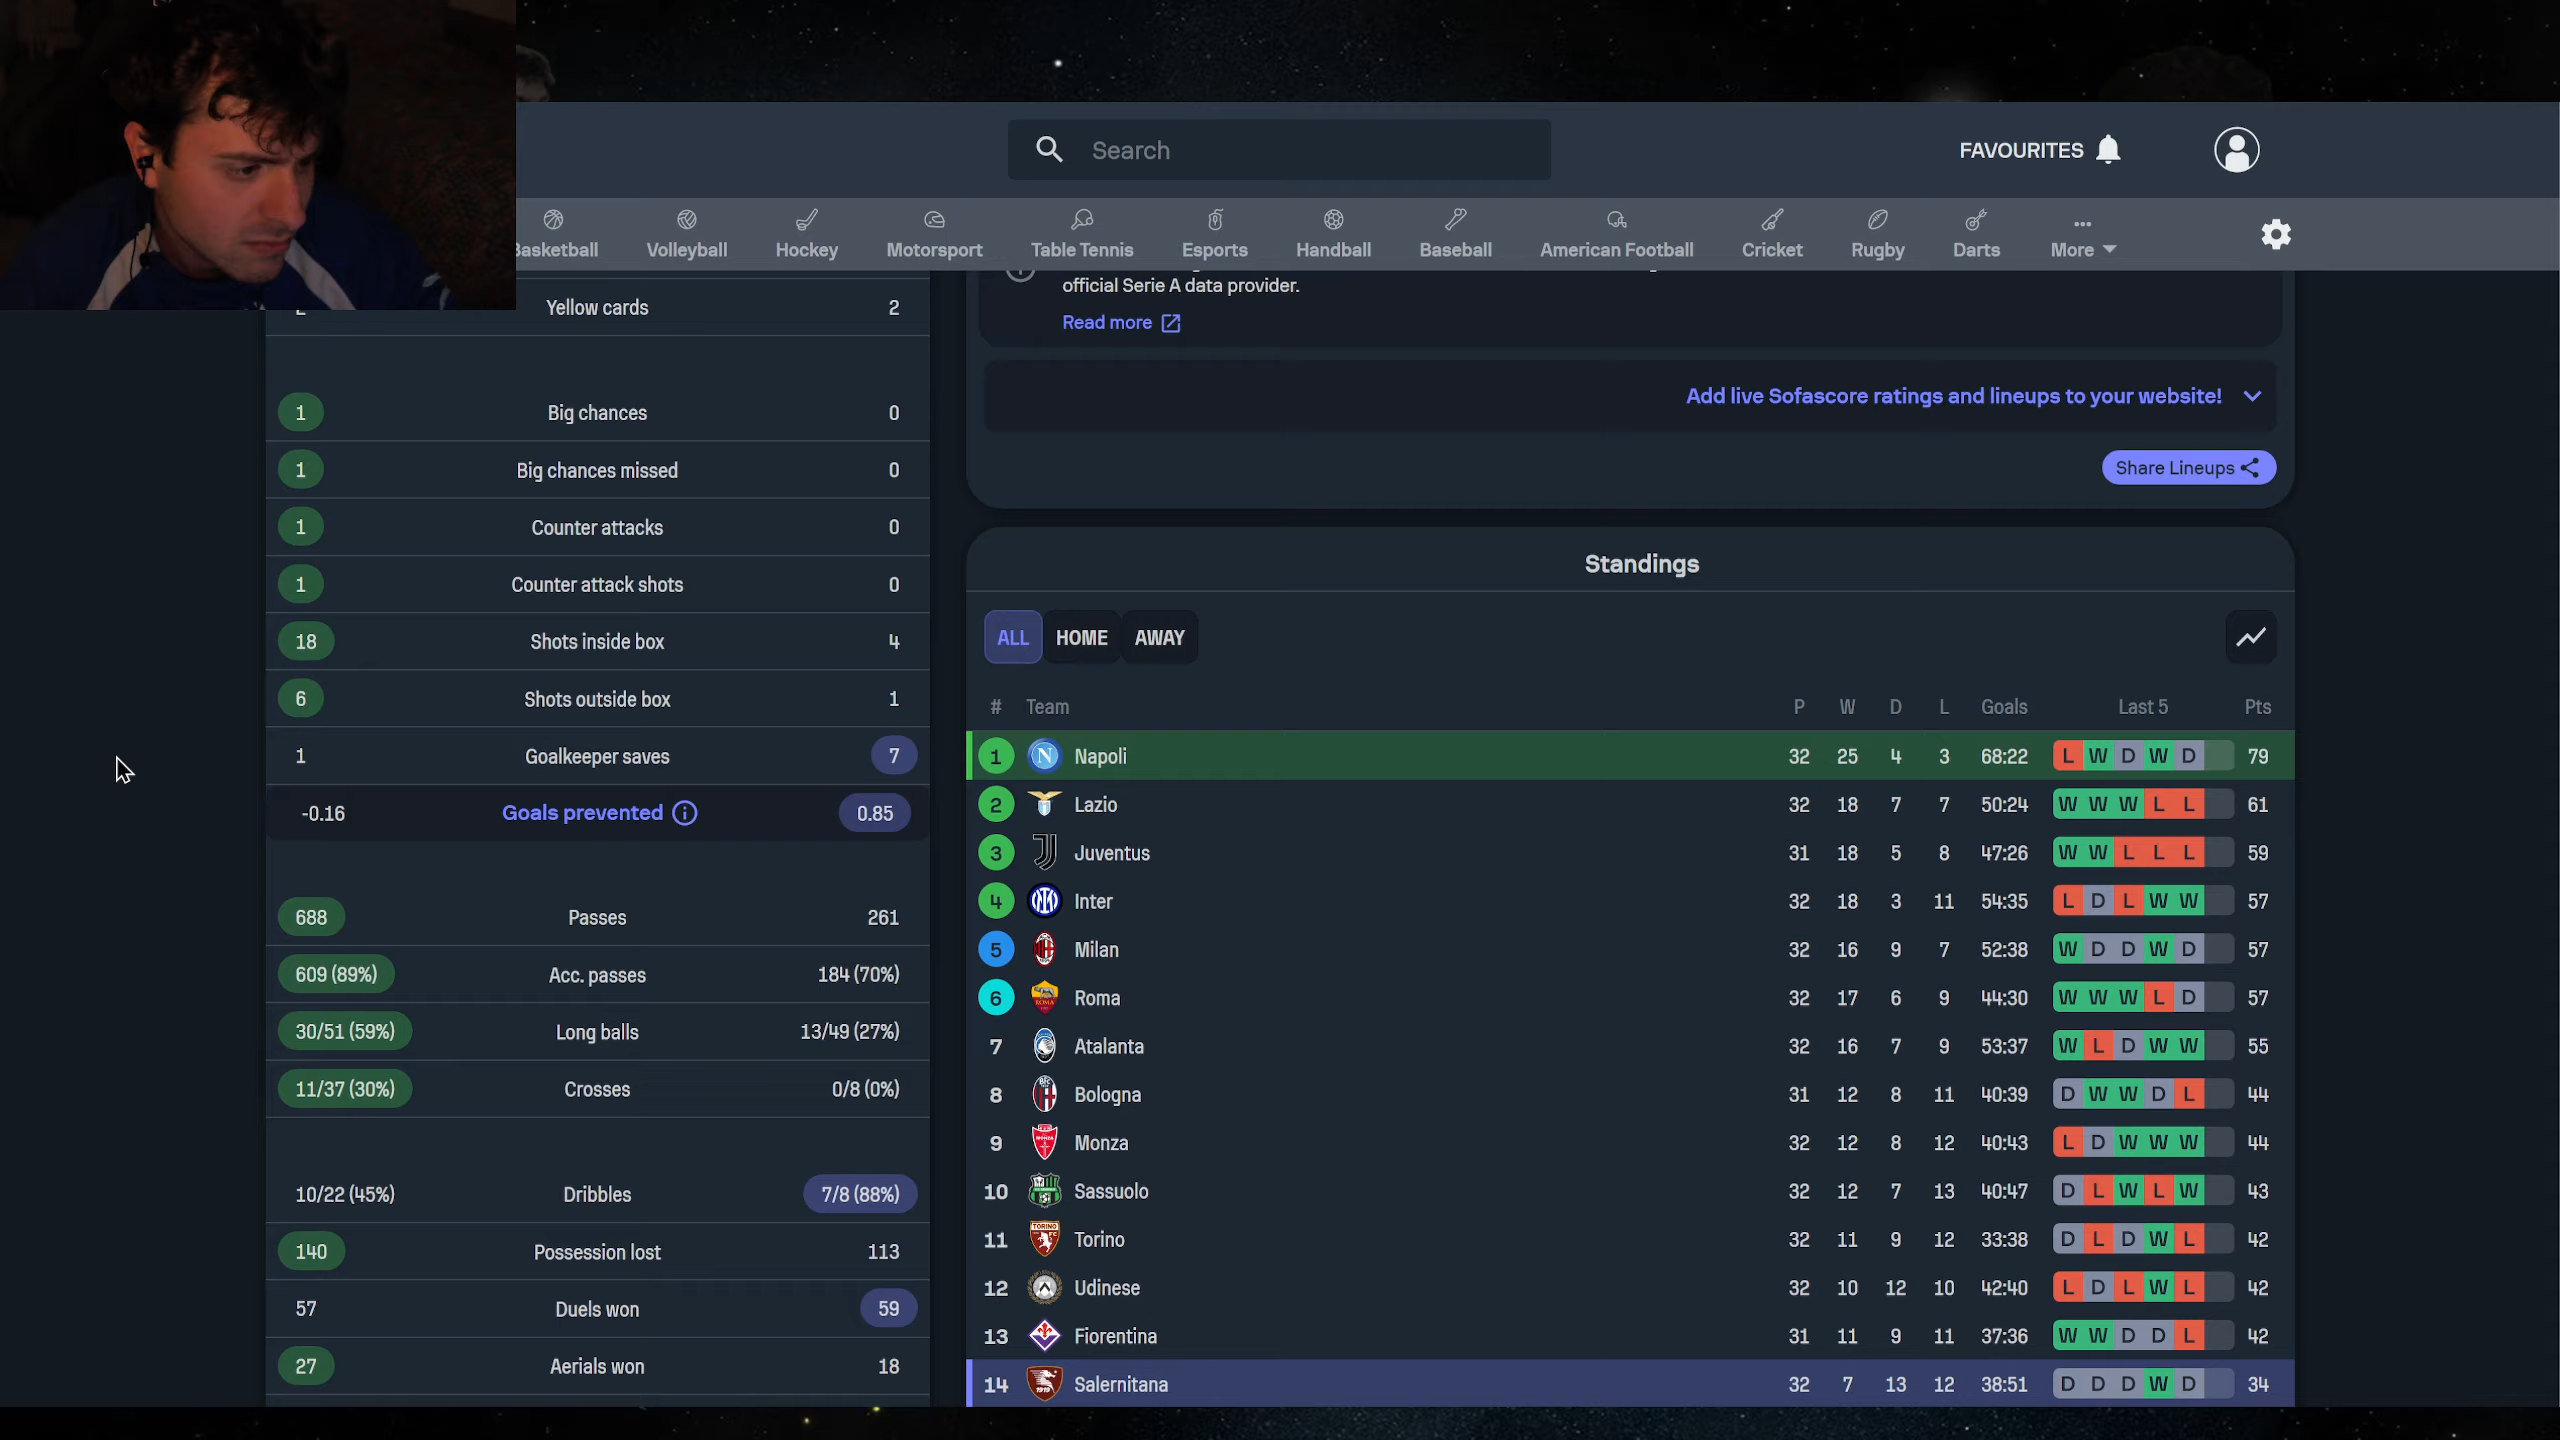 Search
FAVOURITES
Basketball Volleyball Hockey Motorsport Table Tennis Esports Handball Baseball American Football Cricket Rugby Darts More
official Serie A data provider.
Read more
Add live Sofascore ratings and lineups to your website!
Share Lineups
Yellow cards 2
1 Big chances 0
1 Big chances missed 0
1 Counter attacks 0
1 Counter attack shots 0
18 Shots inside box 4
6 Shots outside box 1
1 Goalkeeper saves 7
-0.16 Goals prevented 0.85
688 Passes 261
609 (89%) Acc. passes 184 (70%)
30/51 (59%) Long balls 13/49 (27%)
11/37 (30%) Crosses 0/8 (0%)
10/22 (45%) Dribbles 7/8 (88%)
140 Possession lost 113
57 Duels won 59
27 Aerials won 18
Standings
ALL HOME AWAY
# Team P W D L Goals Last 5 Pts
1 Napoli 32 25 4 3 68:22 L W D W D 79
2 Lazio 32 18 7 7 50:24 W W W L L 61
3 Juventus 31 18 5 8 47:26 W W L L L 59
4 Inter 32 18 3 11 54:35 L D L W W 57
5 Milan 32 16 9 7 52:38 W D D W D 57
6 Roma 32 17 6 9 44:30 W W W L D 57
7 Atalanta 32 16 7 9 53:37 W L D W W 55
8 Bologna 31 12 8 11 40:39 D W W D L 44
9 Monza 32 12 8 12 40:43 L D W W W 44
10 Sassuolo 32 12 7 13 40:47 D L W L W 43
11 Torino 32 11 9 12 33:38 D L D W L 42
12 Udinese 32 10 12 10 42:40 L D L W L 42
13 Fiorentina 31 11 9 11 37:36 W W D D L 42
14 Salernitana 32 7 13 12 38:51 D D D W D 34